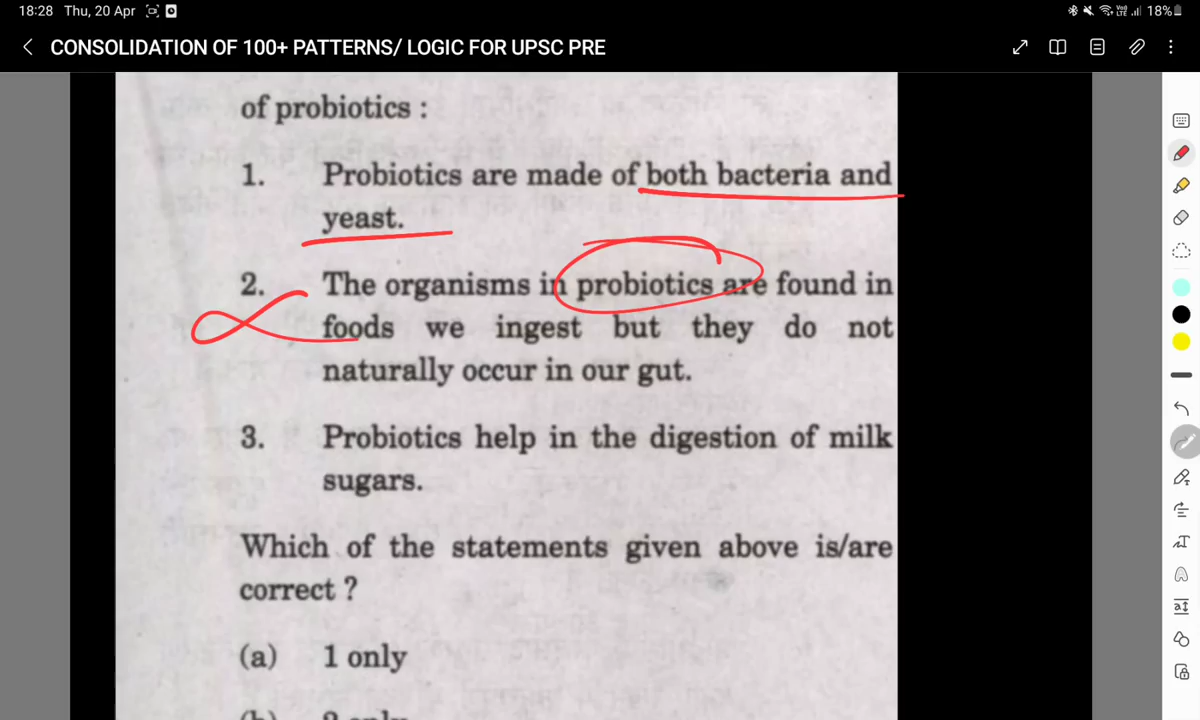 18:28 Thu, 20 Apr 18%
CONSOLIDATION OF 100+ PATTERNS/ LOGIC FOR UPSC PRE
of probiotics :
1. Probiotics are made of both bacteria and
yeast.
2. The organisms in probiotics are found in
foods we ingest but they do not
naturally occur in our gut.
3. Probiotics help in the digestion of milk
sugars.
Which of the statements given above is/are
correct ?
(a) 1 only